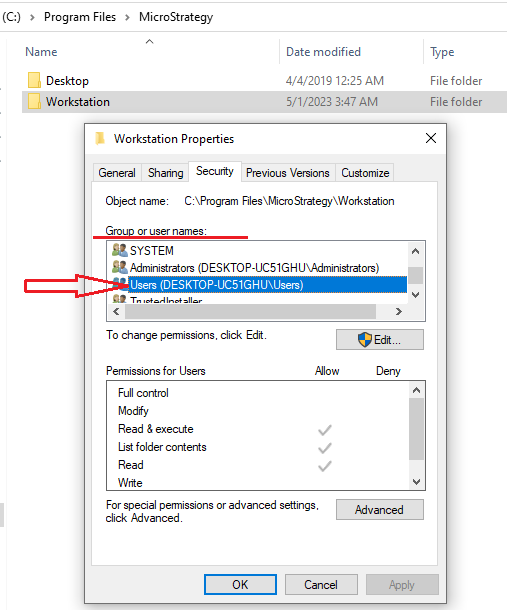 (C:) > Program Files > MicroStrategy >
Name Date modified Type
Desktop 4/4/2019 12:25 AM File folder
Workstation 5/1/2023 3:47 AM File folder
Workstation Properties
General Sharing Security Previous Versions Customize
Object name: C:\Program Files\MicroStrategy\Workstation
Group or user names:
SYSTEM
Administrators (DESKTOP-UC51GHU\Administrators)
Users (DESKTOP-UC51GHU\Users)
TrustedInstaller
To change permissions, click Edit.
Edit...
Permissions for Users Allow Deny
Full control
Modify
Read & execute
List folder contents
Read
Write
For special permissions or advanced settings,
click Advanced.
Advanced
OK Cancel Apply